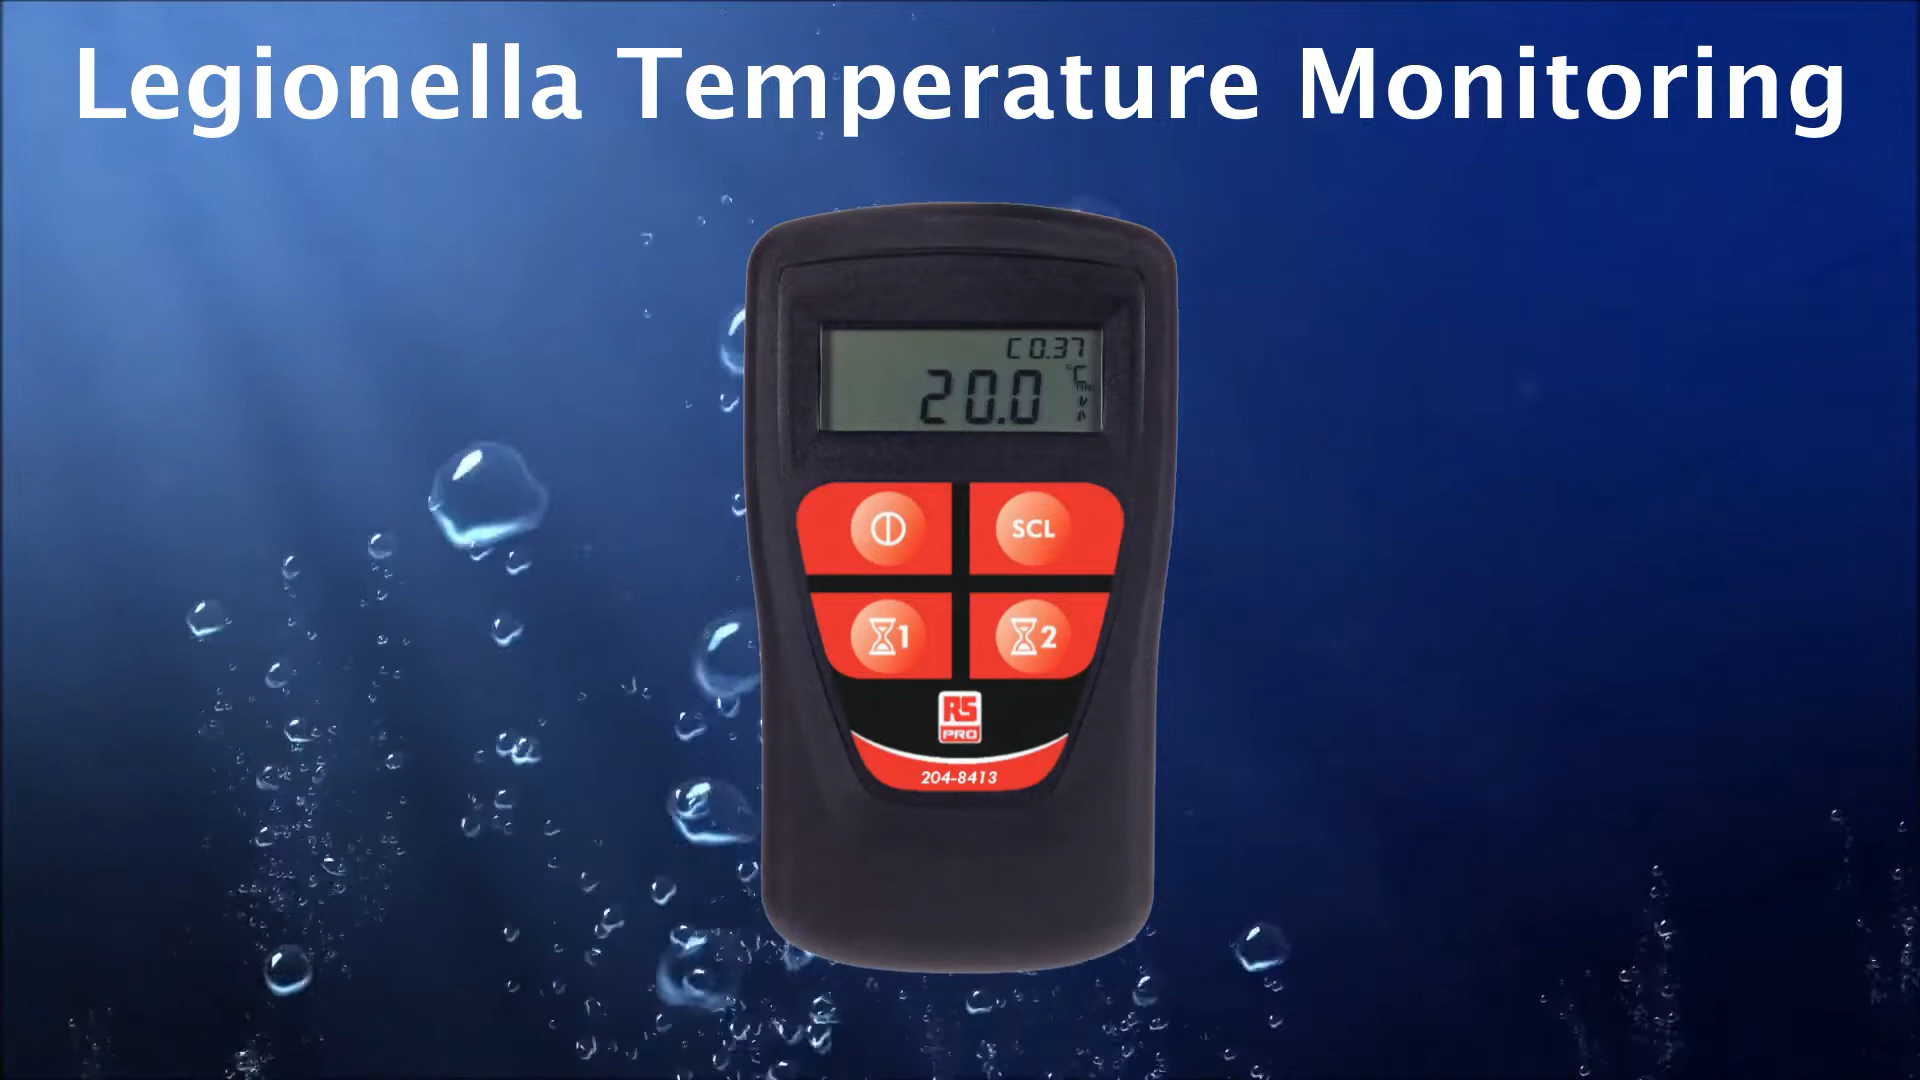 Legionella Temperature Monitoring
C 0.37
20.0 °C
SCL
1
2
RS
PRO
204-8413